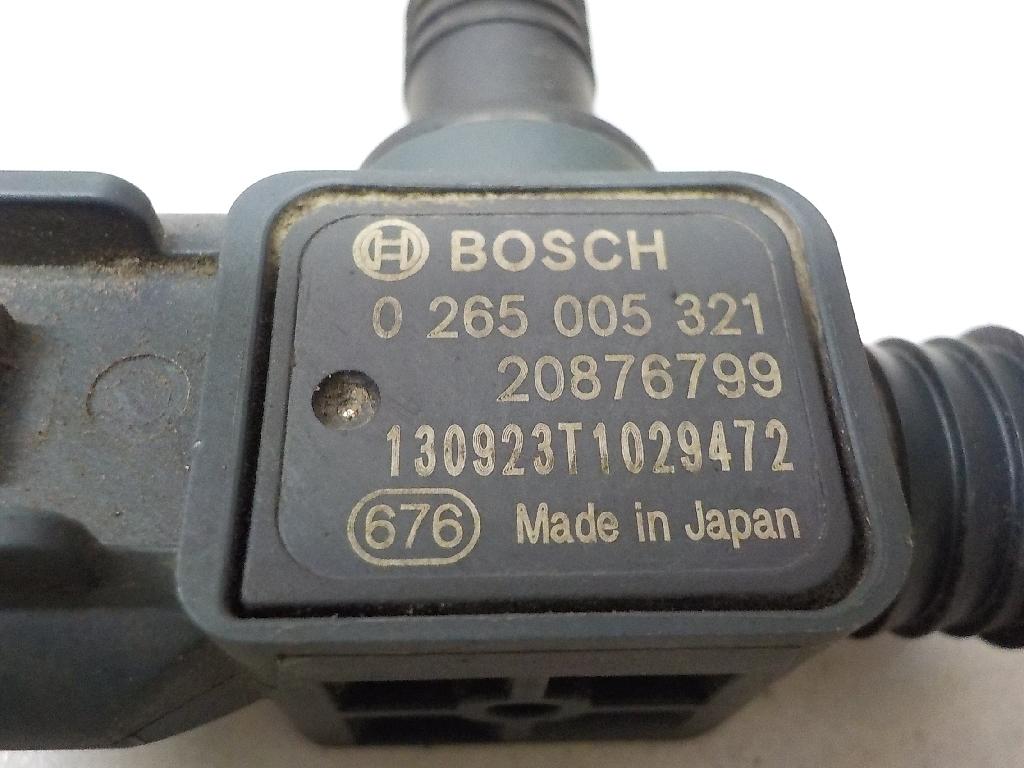 BOSCH
0 265 005 321
20876799
130923T1029472
676 Made in Japan